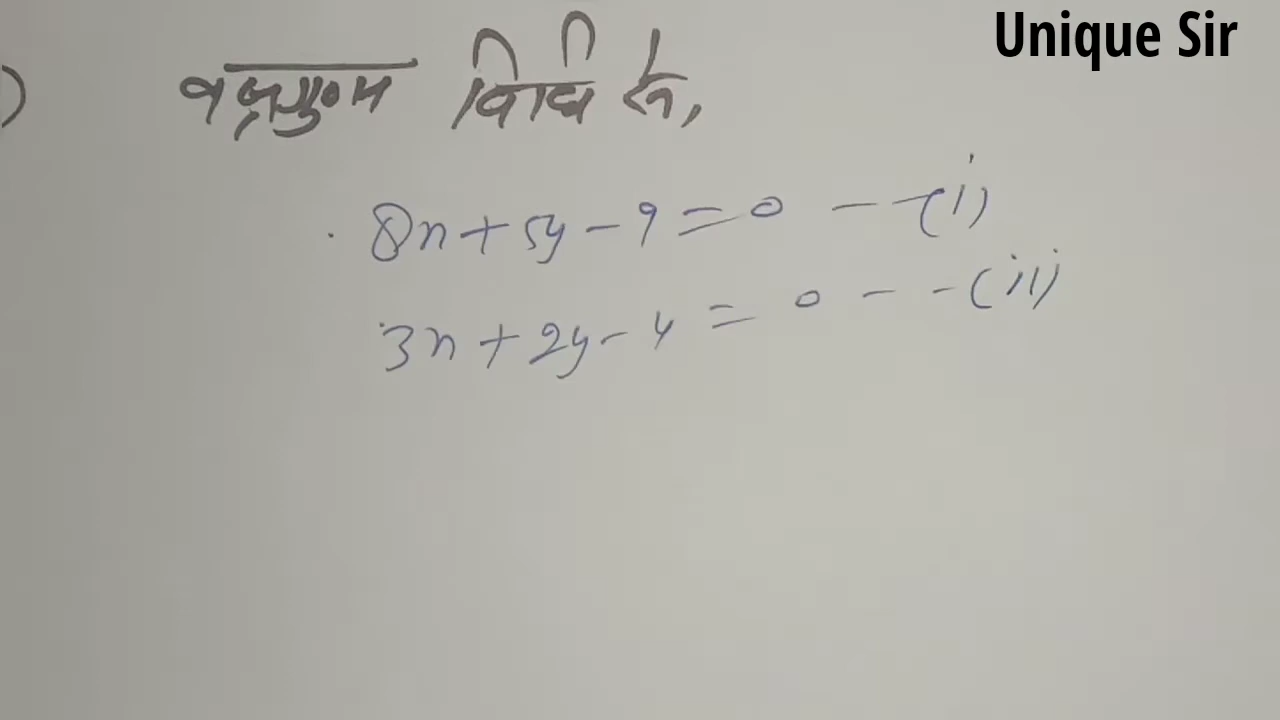 Unique Sir
) वज्रगुणन विधि से,
8x + 5y - 9 = 0 - - (i)
3x + 2y - 4 = 0 - - (ii)